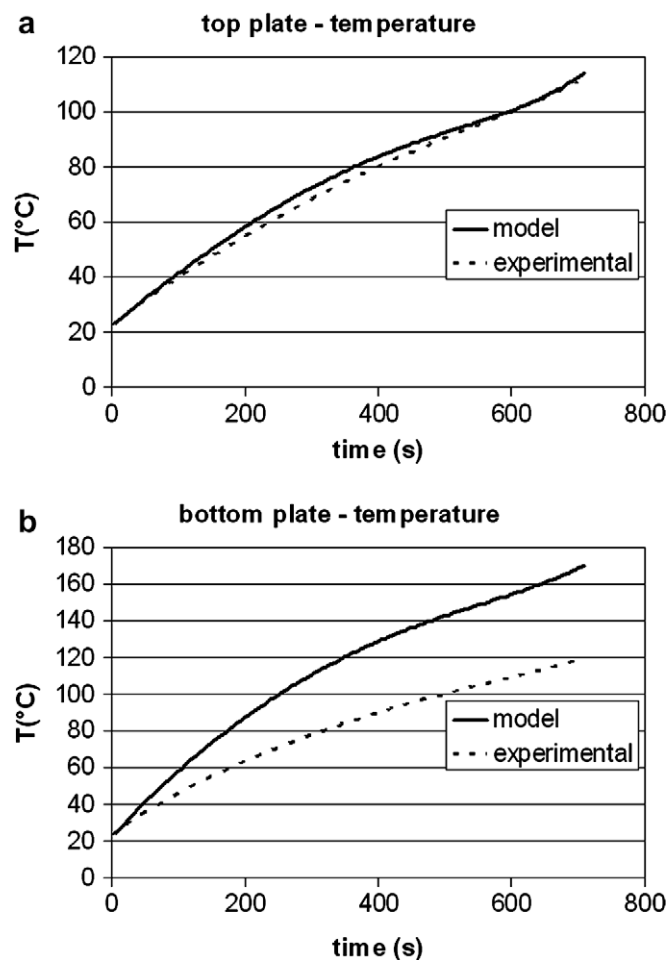 a
top plate - temperature
120
100
80
60
40
20
0
T(°C)
model
experimental
0 200 400 600 800
time (s)
b
bottom plate - temperature
180
160
140
120
100
80
60
40
20
0
T(°C)
model
experimental
0 200 400 600 800
time (s)